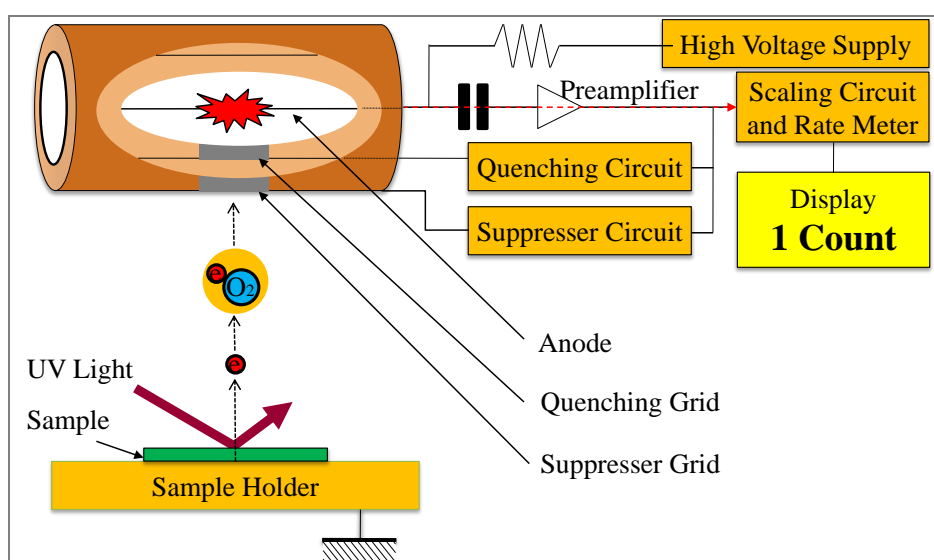 High Voltage Supply
Preamplifier
Scaling Circuit
and Rate Meter
Quenching Circuit
Suppresser Circuit
Display
1 Count
e
O2
e
Anode
UV Light
Quenching Grid
Sample
Suppresser Grid
Sample Holder